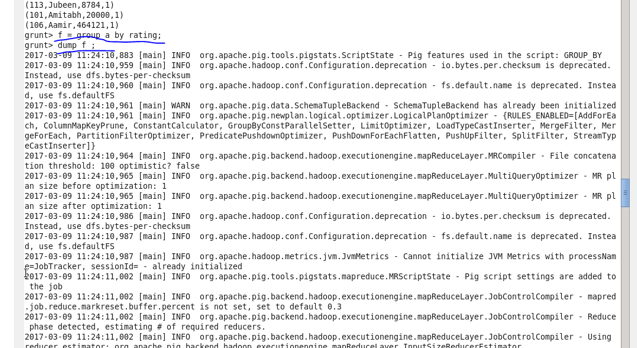 (113,Jubeen,8784,1)
(101,Amitabh,20000,1)
(106,Aamir,464121,1)
grunt> f = group a by rating;
grunt> dump f ;
2017-03-09 11:24:10,883 [main] INFO  org.apache.pig.tools.pigstats.ScriptState - Pig features used in the script: GROUP_BY
2017-03-09 11:24:10,959 [main] INFO  org.apache.hadoop.conf.Configuration.deprecation - io.bytes.per.checksum is deprecated.
Instead, use dfs.bytes-per-checksum
2017-03-09 11:24:10,960 [main] INFO  org.apache.hadoop.conf.Configuration.deprecation - fs.default.name is deprecated. Instea
d, use fs.defaultFS
2017-03-09 11:24:10,961 [main] WARN  org.apache.pig.data.SchemaTupleBackend - SchemaTupleBackend has already been initialized
2017-03-09 11:24:10,961 [main] INFO  org.apache.pig.newplan.logical.optimizer.LogicalPlanOptimizer - {RULES_ENABLED=[AddForEa
ch, ColumnMapKeyPrune, ConstantCalculator, GroupByConstParallelSetter, LimitOptimizer, LoadTypeCastInserter, MergeFilter, Mer
geForEach, PartitionFilterOptimizer, PredicatePushdownOptimizer, PushDownForEachFlatten, PushUpFilter, SplitFilter, StreamTyp
eCastInserter]}
2017-03-09 11:24:10,964 [main] INFO  org.apache.pig.backend.hadoop.executionengine.mapReduceLayer.MRCompiler - File concatena
tion threshold: 100 optimistic? false
2017-03-09 11:24:10,965 [main] INFO  org.apache.pig.backend.hadoop.executionengine.mapReduceLayer.MultiQueryOptimizer - MR pl
an size before optimization: 1
2017-03-09 11:24:10,965 [main] INFO  org.apache.pig.backend.hadoop.executionengine.mapReduceLayer.MultiQueryOptimizer - MR pl
an size after optimization: 1
2017-03-09 11:24:10,986 [main] INFO  org.apache.hadoop.conf.Configuration.deprecation - io.bytes.per.checksum is deprecated.
Instead, use dfs.bytes-per-checksum
2017-03-09 11:24:10,987 [main] INFO  org.apache.hadoop.conf.Configuration.deprecation - fs.default.name is deprecated. Instea
d, use fs.defaultFS
2017-03-09 11:24:10,987 [main] INFO  org.apache.hadoop.metrics.jvm.JvmMetrics - Cannot initialize JVM Metrics with processNam
e=JobTracker, sessionId= - already initialized
2017-03-09 11:24:11,002 [main] INFO  org.apache.pig.tools.pigstats.mapreduce.MRScriptState - Pig script settings are added to
the job
2017-03-09 11:24:11,002 [main] INFO  org.apache.pig.backend.hadoop.executionengine.mapReduceLayer.JobControlCompiler - mapred
.job.reduce.markreset.buffer.percent is not set, set to default 0.3
2017-03-09 11:24:11,002 [main] INFO  org.apache.pig.backend.hadoop.executionengine.mapReduceLayer.JobControlCompiler - Reduce
phase detected, estimating # of required reducers.
2017-03-09 11:24:11,002 [main] INFO  org.apache.pig.backend.hadoop.executionengine.mapReduceLayer.JobControlCompiler - Using
reducer estimator: org.apache.pig.backend.hadoop.executionengine.mapReduceLayer.InputSizeReducerEstimator